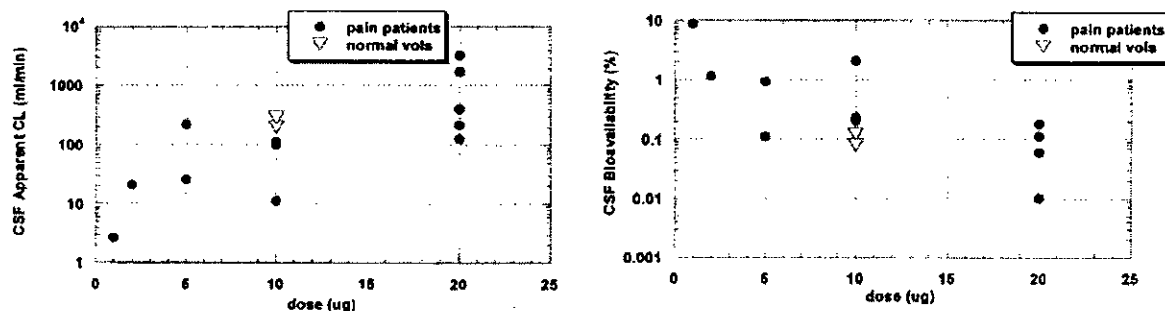 pain patients
normal vols
CSF Apparent CL (ml/min)
10⁴
1000
100
10
1
0 5 10 15 20 25
dose (ug)
pain patients
normal vols
CSF Bioavailability (%)
10
1
0.1
0.01
0.001
0 5 10 15 20 25
dose (ug)